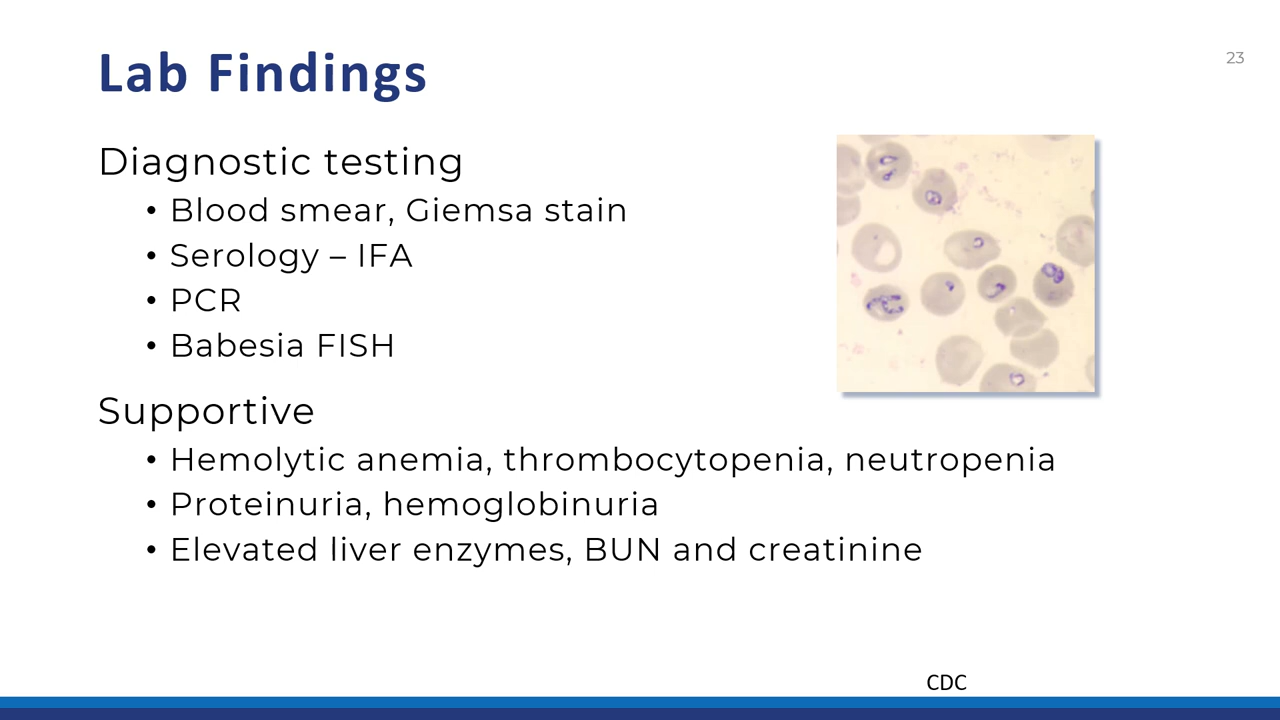 Lab Findings
23
Diagnostic testing
• Blood smear, Giemsa stain
• Serology – IFA
• PCR
• Babesia FISH
Supportive
• Hemolytic anemia, thrombocytopenia, neutropenia
• Proteinuria, hemoglobinuria
• Elevated liver enzymes, BUN and creatinine
CDC